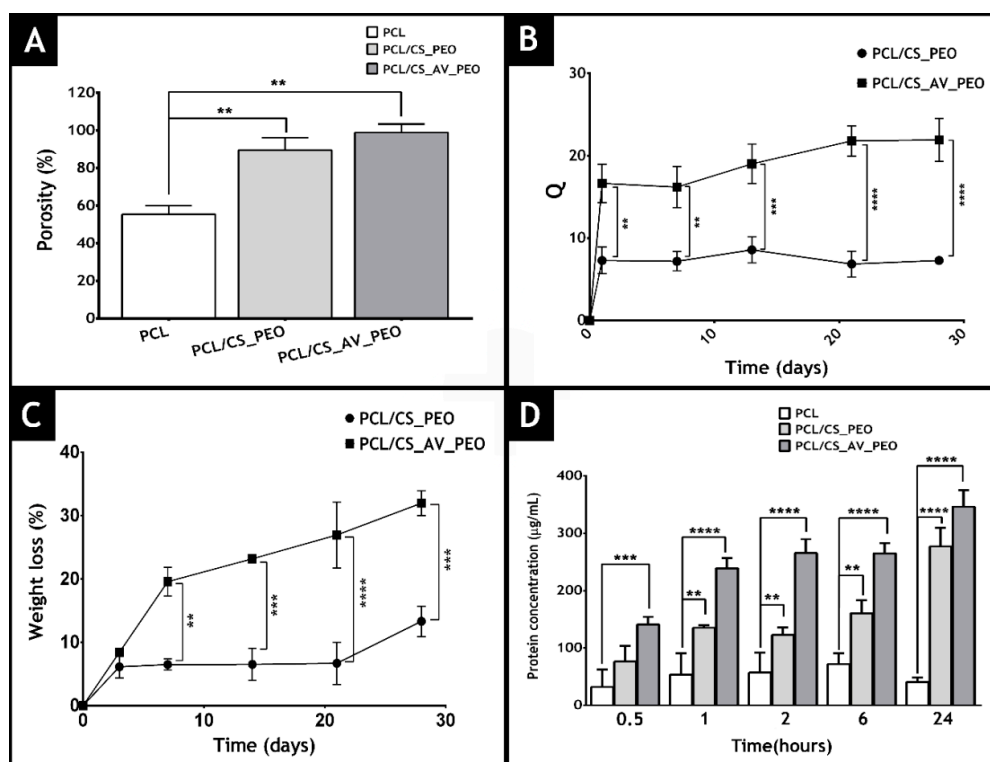 A
PCL
PCL/CS_PEO
PCL/CS_AV_PEO
**
**
Porosity (%)
120
100
80
60
40
20
0
PCL
PCL/CS_PEO
PCL/CS_AV_PEO
B
PCL/CS_PEO
PCL/CS_AV_PEO
Q
30
20
10
0
**
**
***
****
****
0
10
20
30
Time (days)
C
PCL/CS_PEO
PCL/CS_AV_PEO
Weight loss (%)
40
30
20
10
0
**
***
****
***
0
10
20
30
Time (days)
D
PCL
PCL/CS_PEO
PCL/CS_AV_PEO
Protein concentration (µg/mL)
400
300
200
100
0
***
****
**
****
**
****
**
****
****
0.5
1
2
6
24
Time(hours)